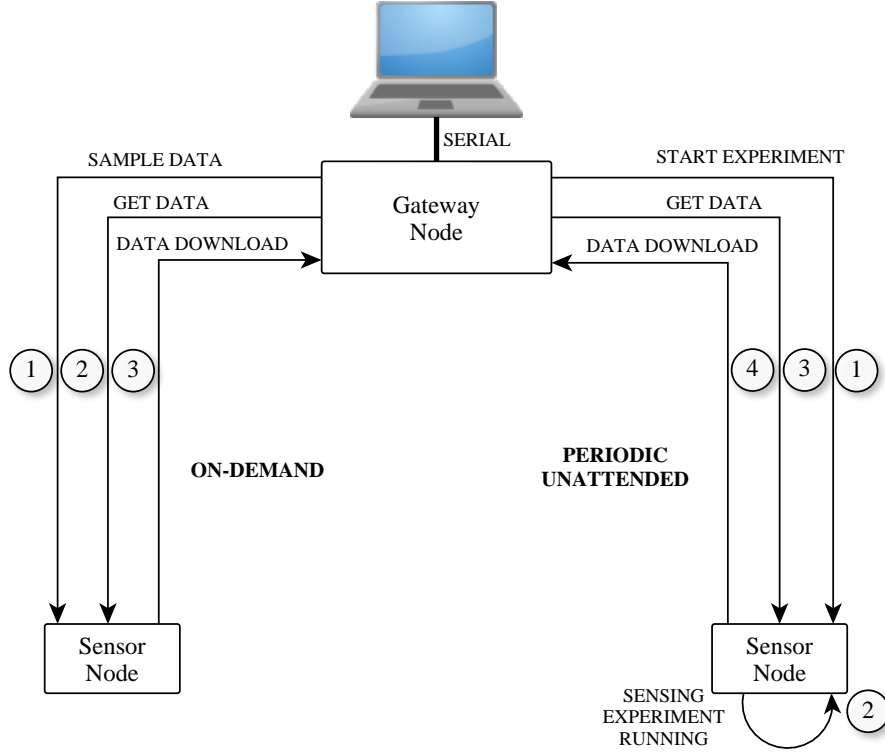 SERIAL
SAMPLE DATA
START EXPERIMENT
GET DATA
GET DATA
Gateway
Node
DATA DOWNLOAD
DATA DOWNLOAD
1
2
3
4
3
1
ON-DEMAND
PERIODIC
UNATTENDED
Sensor
Node
Sensor
Node
SENSING
EXPERIMENT
RUNNING
2